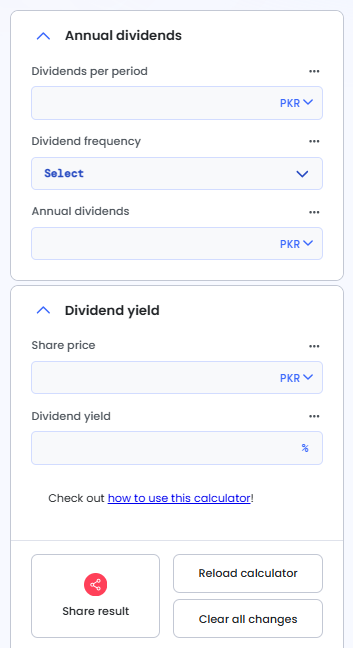 Annual dividends
Dividends per period
PKR
Dividend frequency
Select
Annual dividends
PKR
Dividend yield
Share price
PKR
Dividend yield
%
Check out how to use this calculator!
Share result
Reload calculator
Clear all changes